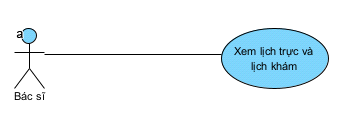 a
Xem lịch trực và
lịch khám
Bác sĩ